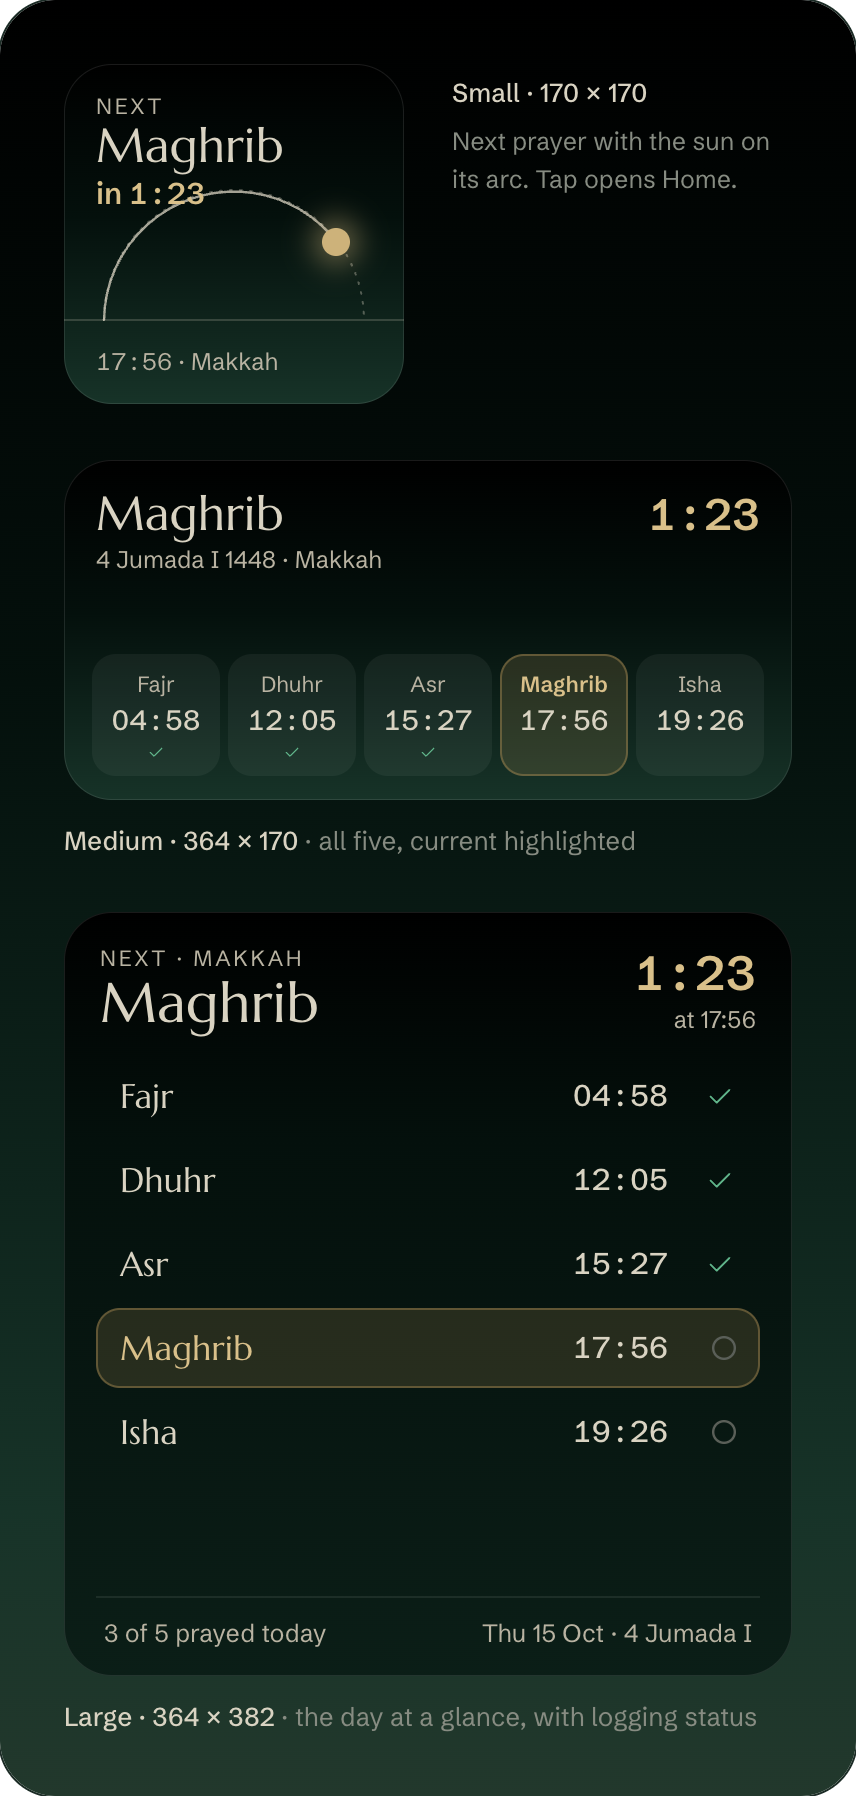 NEXT
Maghrib
in 1:23
17:56 · Makkah
Small · 170 × 170
Next prayer with the sun on
its arc. Tap opens Home.
Maghrib
1:23
4 Jumada I 1448 · Makkah
Fajr Dhuhr Asr Maghrib Isha
04:58 12:05 15:27 17:56 19:26
Medium · 364 × 170 · all five, current highlighted
NEXT · MAKKAH
Maghrib
1:23
at 17:56
Fajr 04:58
Dhuhr 12:05
Asr 15:27
Maghrib 17:56
Isha 19:26
3 of 5 prayed today
Thu 15 Oct · 4 Jumada I
Large · 364 × 382 · the day at a glance, with logging status